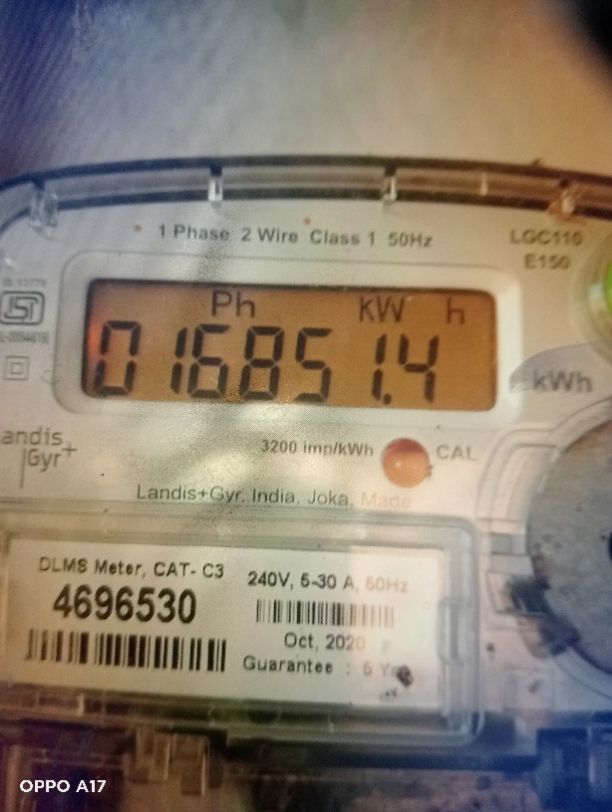 1 Phase 2 Wire Class 1 50Hz
LGC110
E150
Ph kW h
016851.4
kWh
andis
Gyr+
3200 imp/kWh
CAL
Landis+Gyr, India, Joka, Made
DLMS Meter, CAT- C3
4696530
240V, 5-30 A, 50Hz
Oct, 2020
Guarantee :
OPPO A17